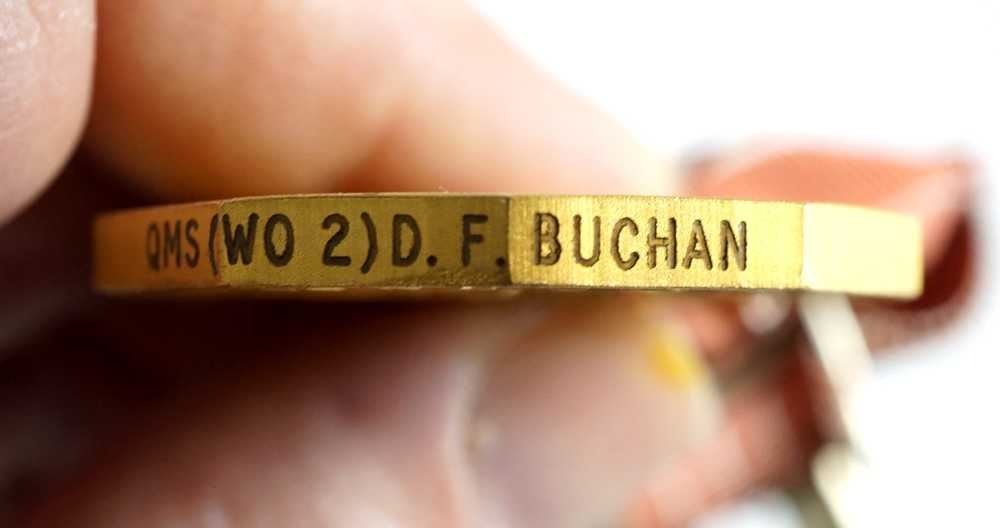 QMS(WO 2)D. F. BUCHAN